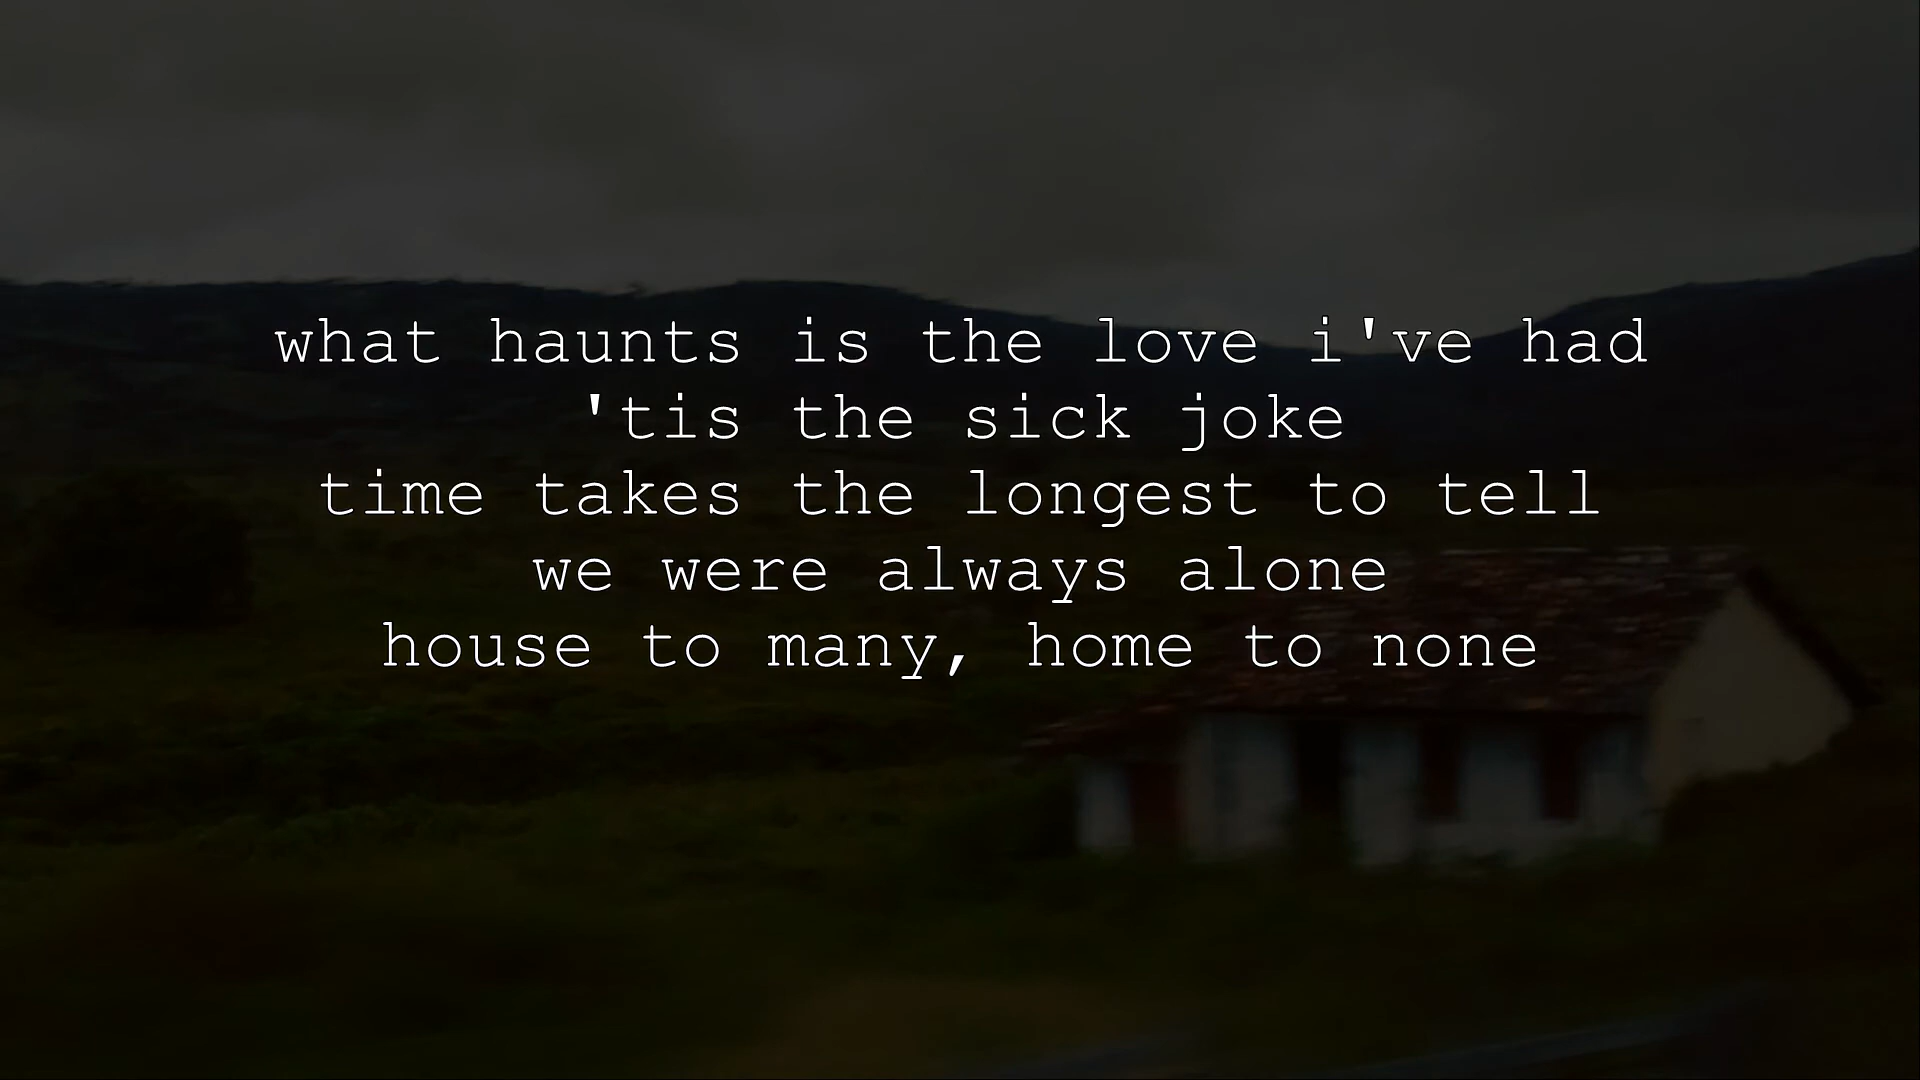 what haunts is the love i've had
'tis the sick joke
time takes the longest to tell
we were always alone
house to many, home to none